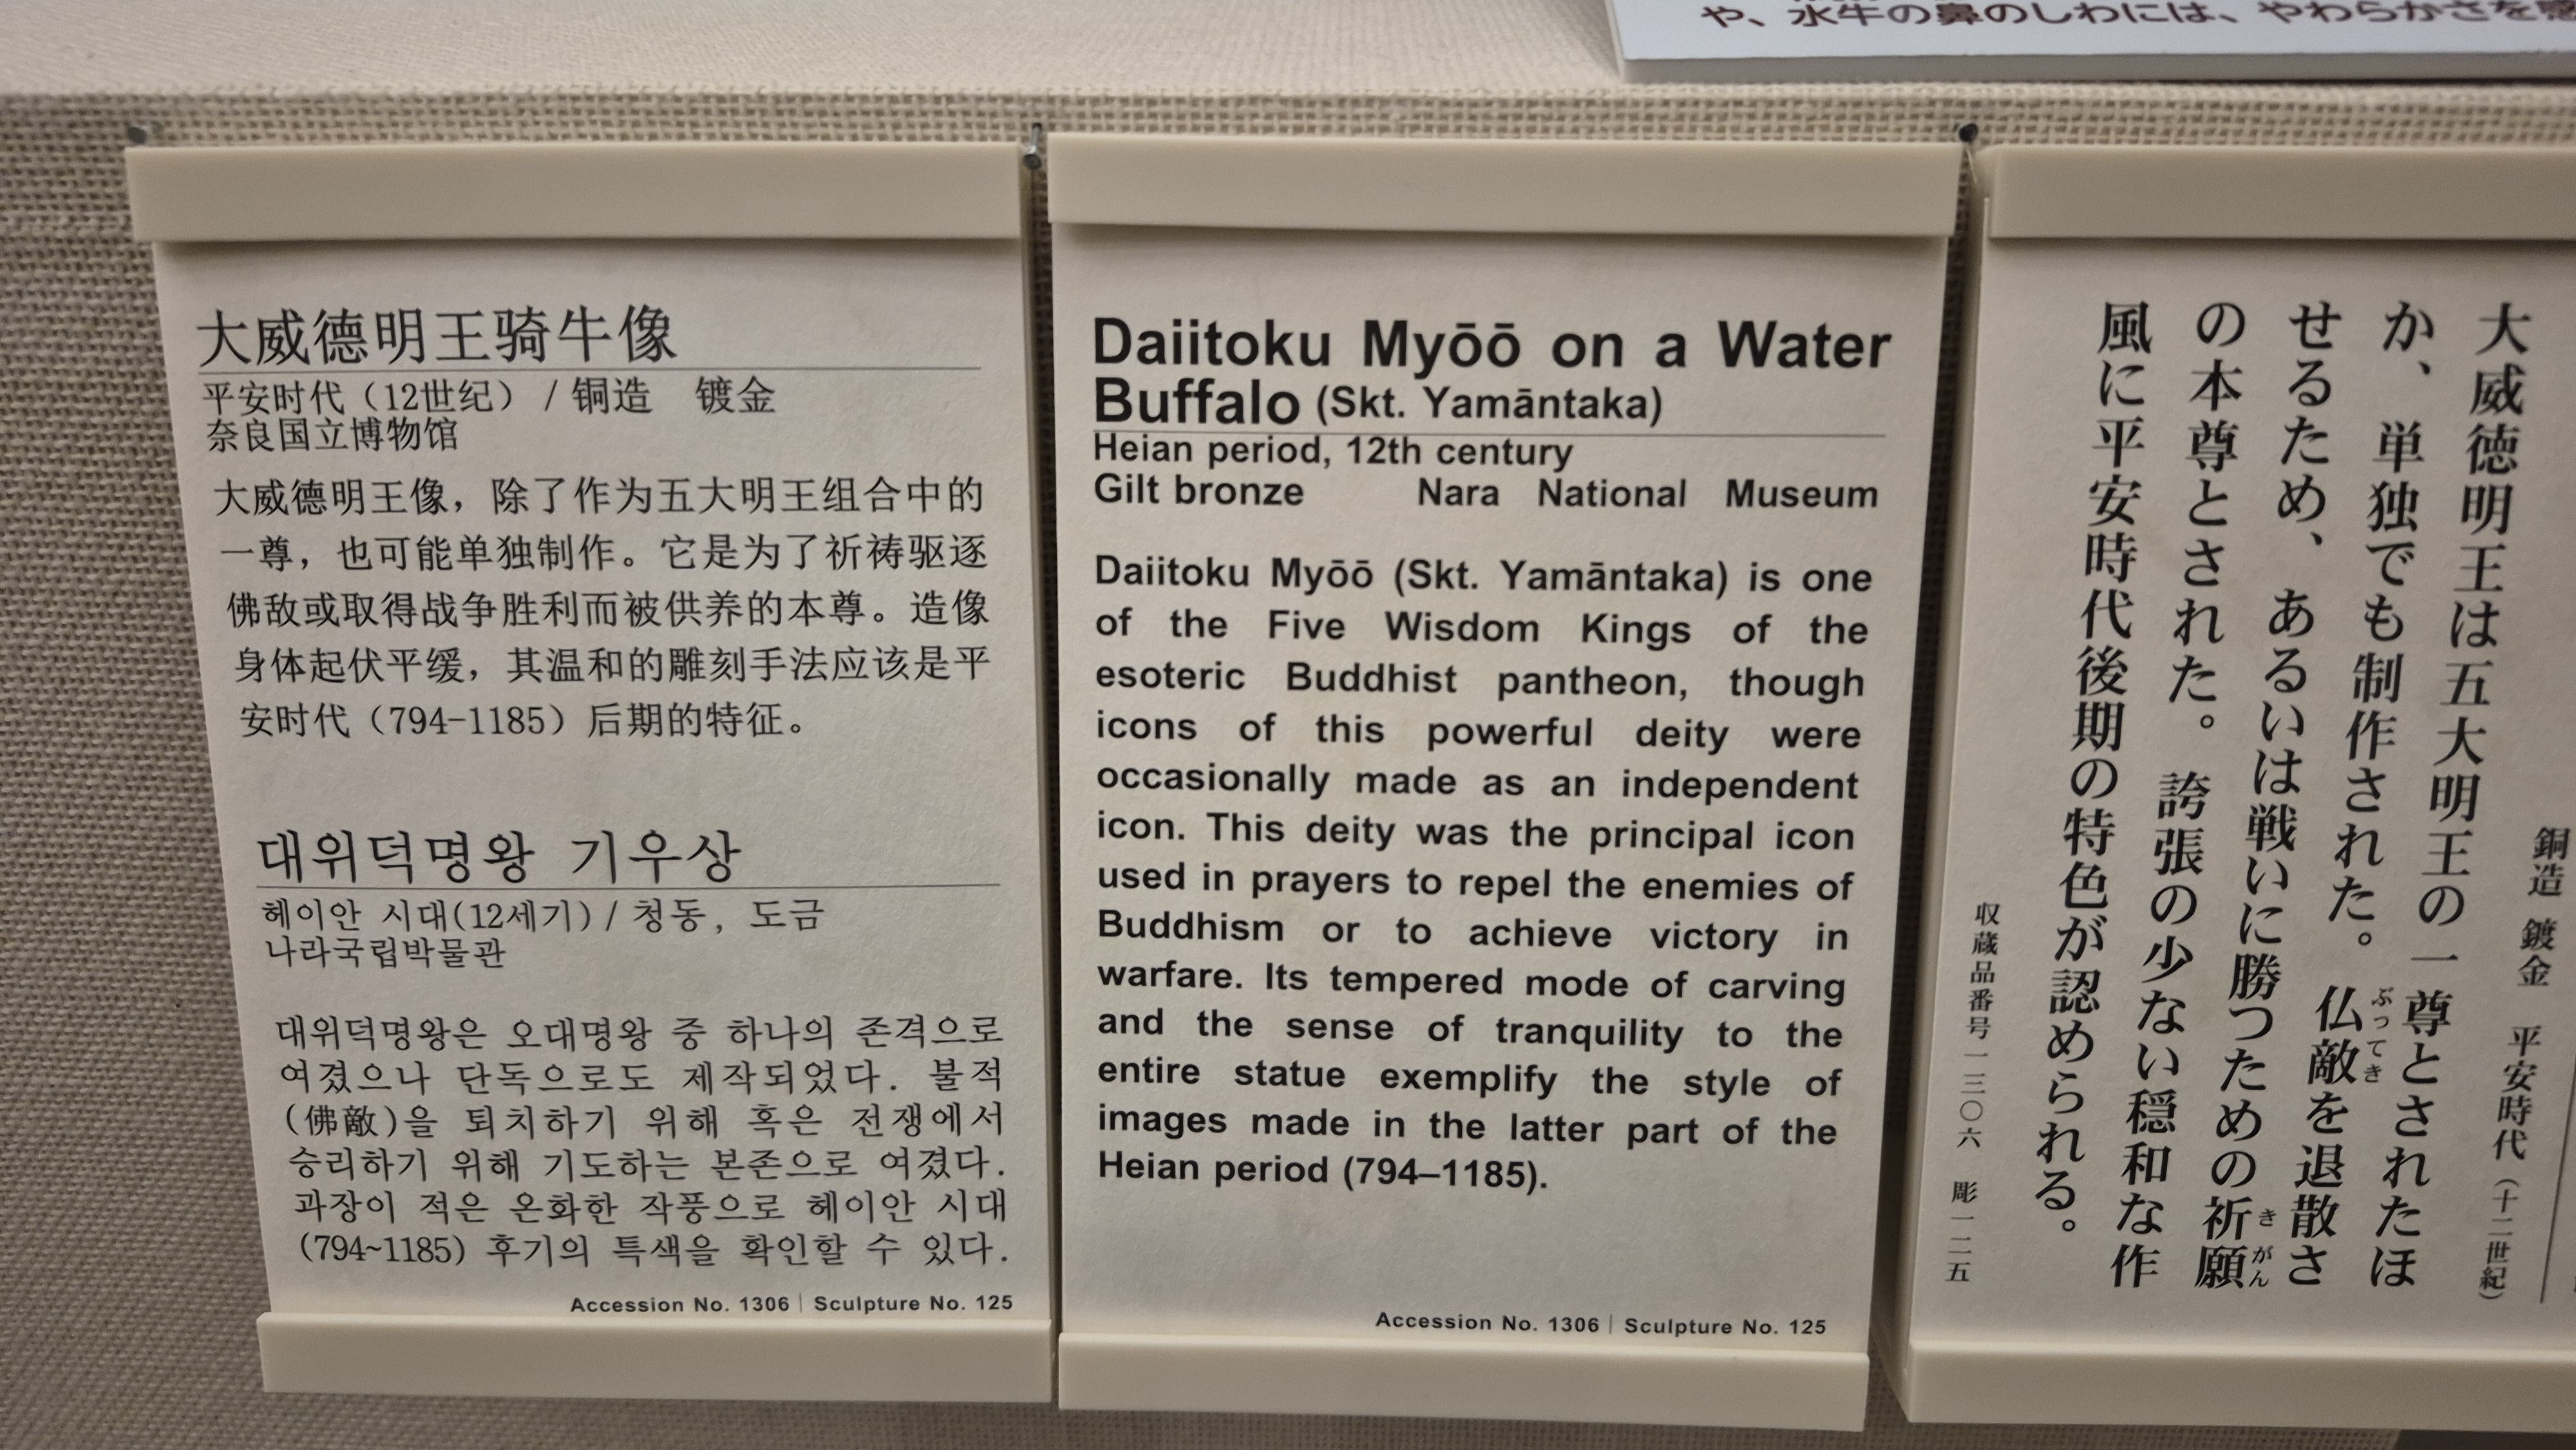 や、水牛の鼻のしわには、やわらかさを感
大威德明王骑牛像
平安时代（12世纪） / 铜造　镀金
奈良国立博物馆
大威德明王像，除了作为五大明王组合中的
一尊，也可能单独制作。它是为了祈祷驱逐
佛敌或取得战争胜利而被供养的本尊。造像
身体起伏平缓，其温和的雕刻手法应该是平
安时代（794-1185）后期的特征。
대위덕명왕 기우상
헤이안 시대(12세기) / 청동, 도금
나라국립박물관
대위덕명왕은 오대명왕 중 하나의 존격으로
여겼으나 단독으로도 제작되었다. 불적
(佛敵)을 퇴치하기 위해 혹은 전쟁에서
승리하기 위해 기도하는 본존으로 여겼다.
과장이 적은 온화한 작풍으로 헤이안 시대
(794~1185) 후기의 특색을 확인할 수 있다.
Accession No. 1306 | Sculpture No. 125
Daiitoku Myōō on a Water
Buffalo (Skt. Yamāntaka)
Heian period, 12th century
Gilt bronze Nara National Museum
Daiitoku Myōō (Skt. Yamāntaka) is one
of the Five Wisdom Kings of the
esoteric Buddhist pantheon, though
icons of this powerful deity were
occasionally made as an independent
icon. This deity was the principal icon
used in prayers to repel the enemies of
Buddhism or to achieve victory in
warfare. Its tempered mode of carving
and the sense of tranquility to the
entire statue exemplify the style of
images made in the latter part of the
Heian period (794–1185).
Accession No. 1306 | Sculpture No. 125
銅造 鍍金　平安時代（十二世紀）
大威徳明王は五大明王の一尊とされたほ
か、単独でも制作された。仏敵を退散さ
ぶってき
せるため、あるいは戦いに勝つための祈願
きがん
の本尊とされた。誇張の少ない穏和な作
風に平安時代後期の特色が認められる。
収蔵品番号一三〇六　彫一二五